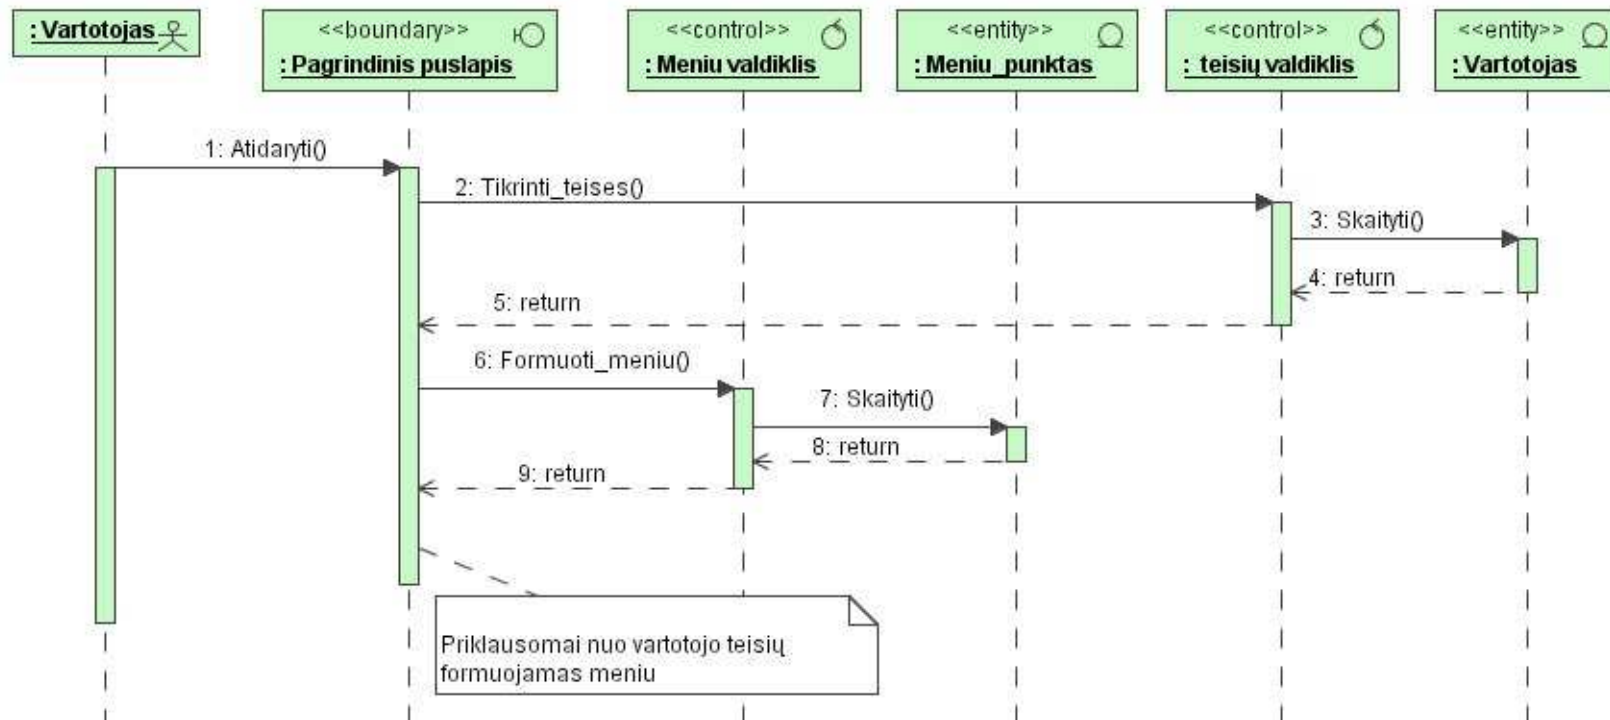 : Vartotojas
<<boundary>>
: Pagrindinis puslapis
<<control>>
: Meniu valdiklis
<<entity>>
: Meniu_punktas
<<control>>
: teisių valdiklis
<<entity>>
: Vartotojas
1: Atidaryti()
2: Tikrinti_teises()
3: Skaityti()
4: return
5: return
6: Formuoti_meniu()
7: Skaityti()
8: return
9: return
Priklausomai nuo vartotojo teisių
formuojamas meniu